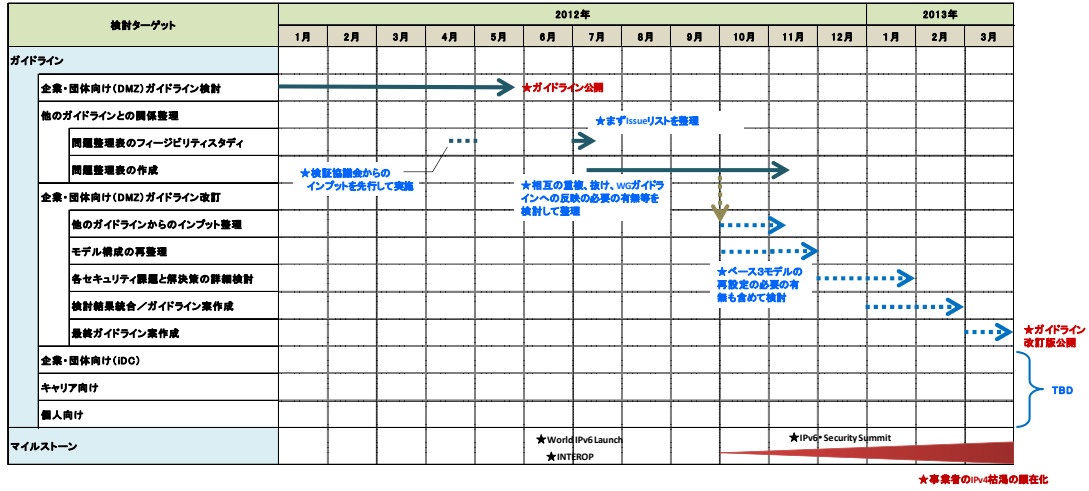 検討ターゲット
2012年
2013年
1月 2月 3月 4月 5月 6月 7月 8月 9月 10月 11月 12月 1月 2月 3月
ガイドライン
企業・団体向け(DMZ)ガイドライン検討
★ガイドライン公開
他のガイドラインとの関係整理
★まずIssueリストを整理
問題整理表のフィージビリティスタディ
問題整理表の作成
★検証協議会からの
インプットを先行して実施
★相互の重複、抜け、WGガイドラ
インへの反映の必要の有無等を
検討して整理
企業・団体向け(DMZ)ガイドライン改訂
他のガイドラインからのインプット整理
モデル構成の再整理
★ベース3モデルの
再設定の必要の有
無も含めて検討
各セキュリティ課題と解決策の詳細検討
検討結果統合/ガイドライン案作成
最終ガイドライン案作成
★ガイドライン
改訂版公開
企業・団体向け(iDC)
キャリア向け
TBD
個人向け
マイルストーン
★World IPv6 Launch
★IPv6・Security Summit
★INTEROP
★事業者のIPv4枯渇の顕在化